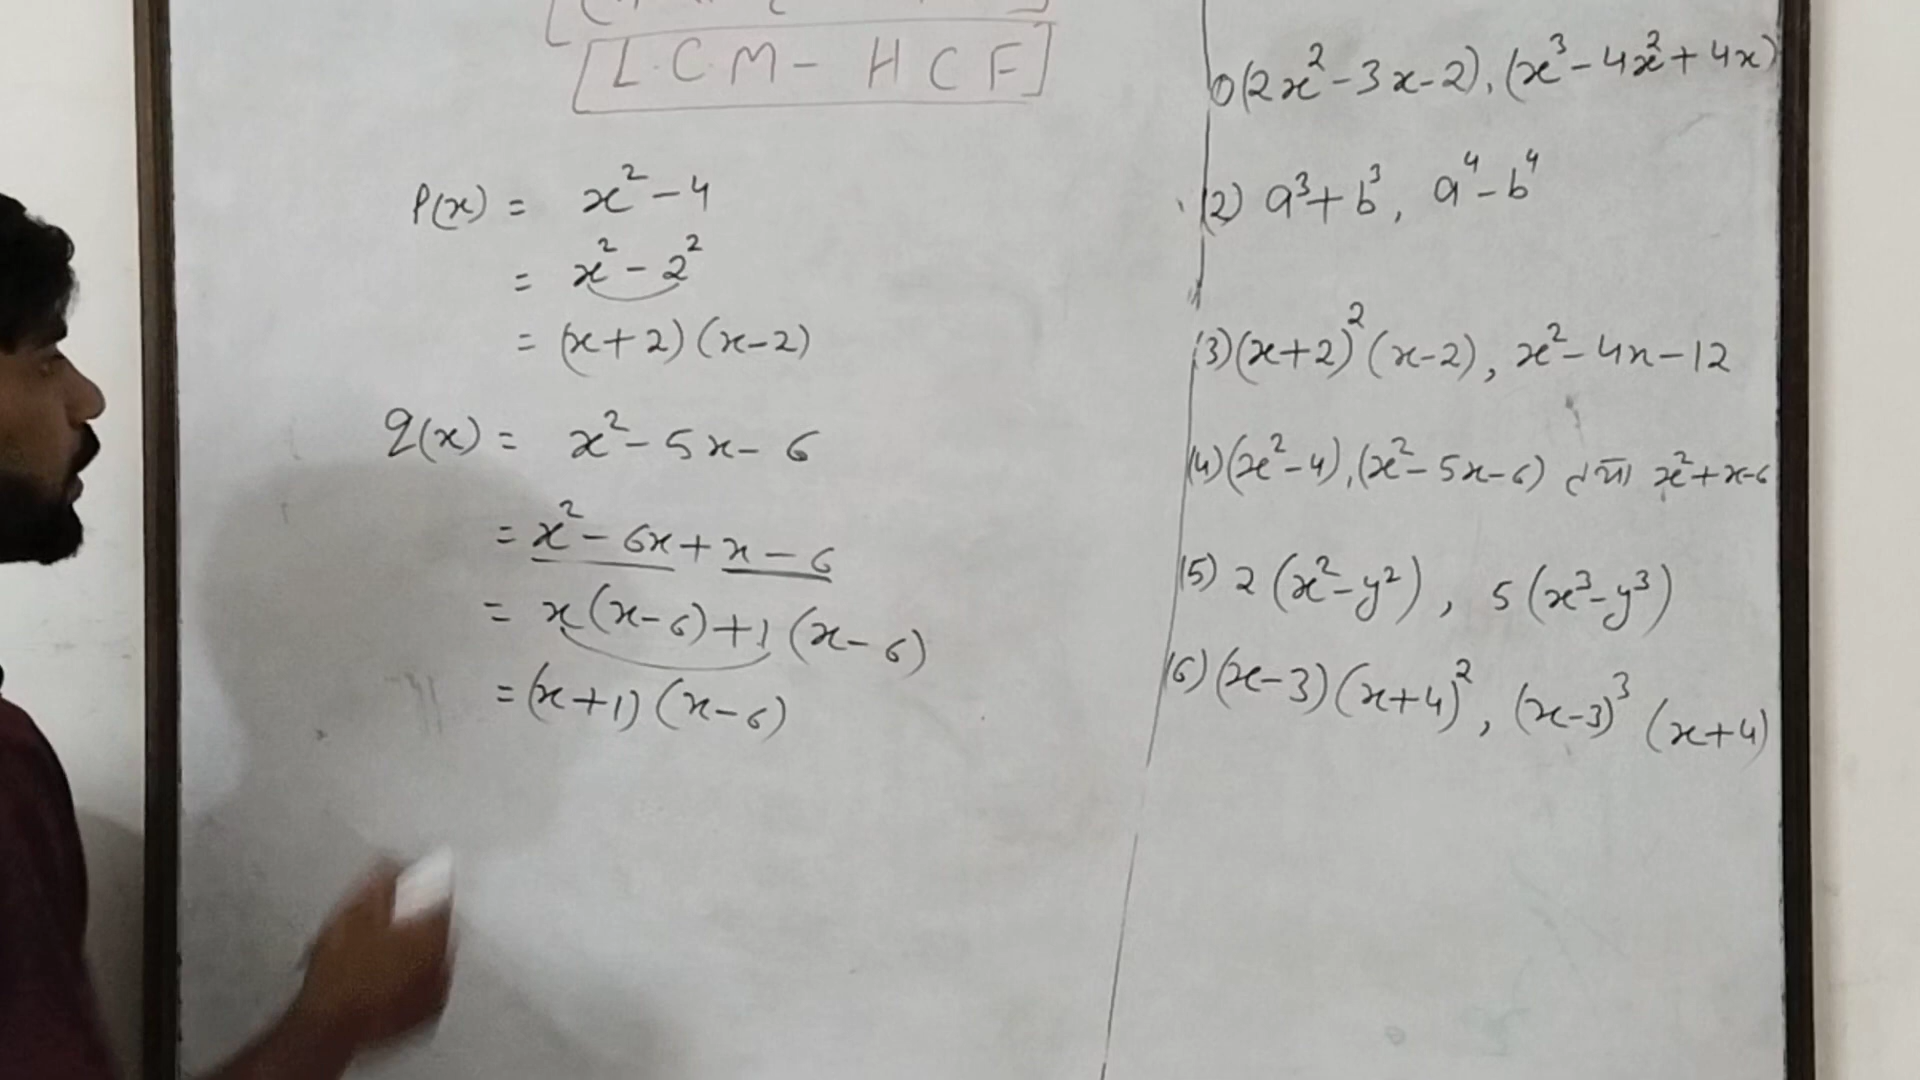 L.C.M - HCF
P(x) = x² - 4
= x² - 2²
= (x+2) (x-2)
q(x) = x² - 5x - 6
= x² - 6x + x - 6
= x (x-6) + 1 (x-6)
= (x+1) (x-6)
(2x² - 3x - 2), (x³ - 4x² + 4x)
(2) a³ + b³, a⁴ - b⁴
(3) (x+2)² (x-2), x² - 4x - 12
(4) (x² - 4), (x² - 5x - 6) तथा x² + x - 6
(5) 2 (x² - y²), 5 (x³ - y³)
(6) (x-3) (x+4)², (x-3)³ (x+4)